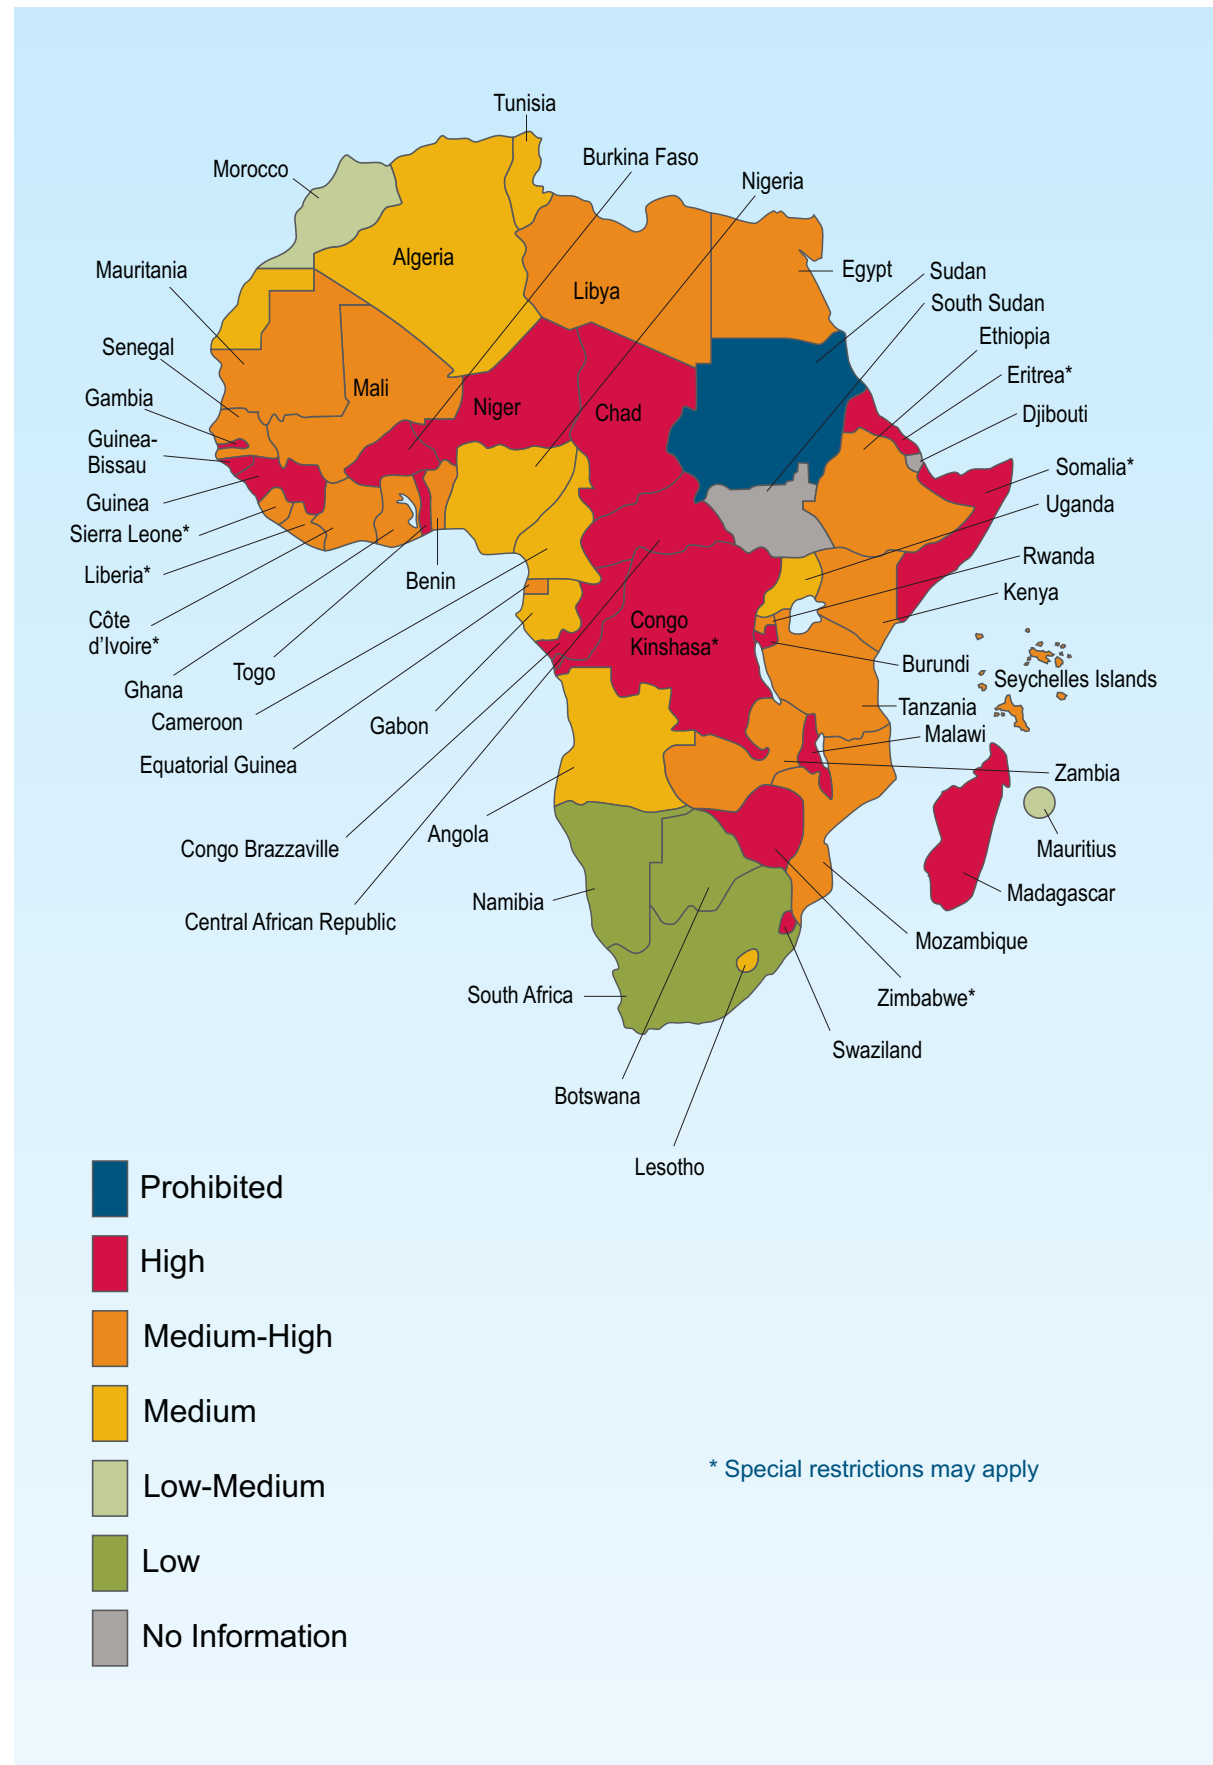 Tunisia
Burkina Faso
Morocco
Nigeria
Algeria
Mauritania
Egypt
Sudan
Libya
South Sudan
Ethiopia
Senegal
Eritrea*
Mali
Gambia
Niger
Chad
Djibouti
Guinea-
Bissau
Somalia*
Guinea
Uganda
Sierra Leone*
Rwanda
Liberia*
Benin
Kenya
Côte
d'Ivoire*
Congo
Kinshasa*
Burundi
Togo
Seychelles Islands
Ghana
Tanzania
Cameroon
Gabon
Malawi
Equatorial Guinea
Zambia
Angola
Congo Brazzaville
Mauritius
Madagascar
Namibia
Central African Republic
Mozambique
South Africa
Zimbabwe*
Swaziland
Botswana
Lesotho
Prohibited
High
Medium-High
Medium
* Special restrictions may apply
Low-Medium
Low
No Information